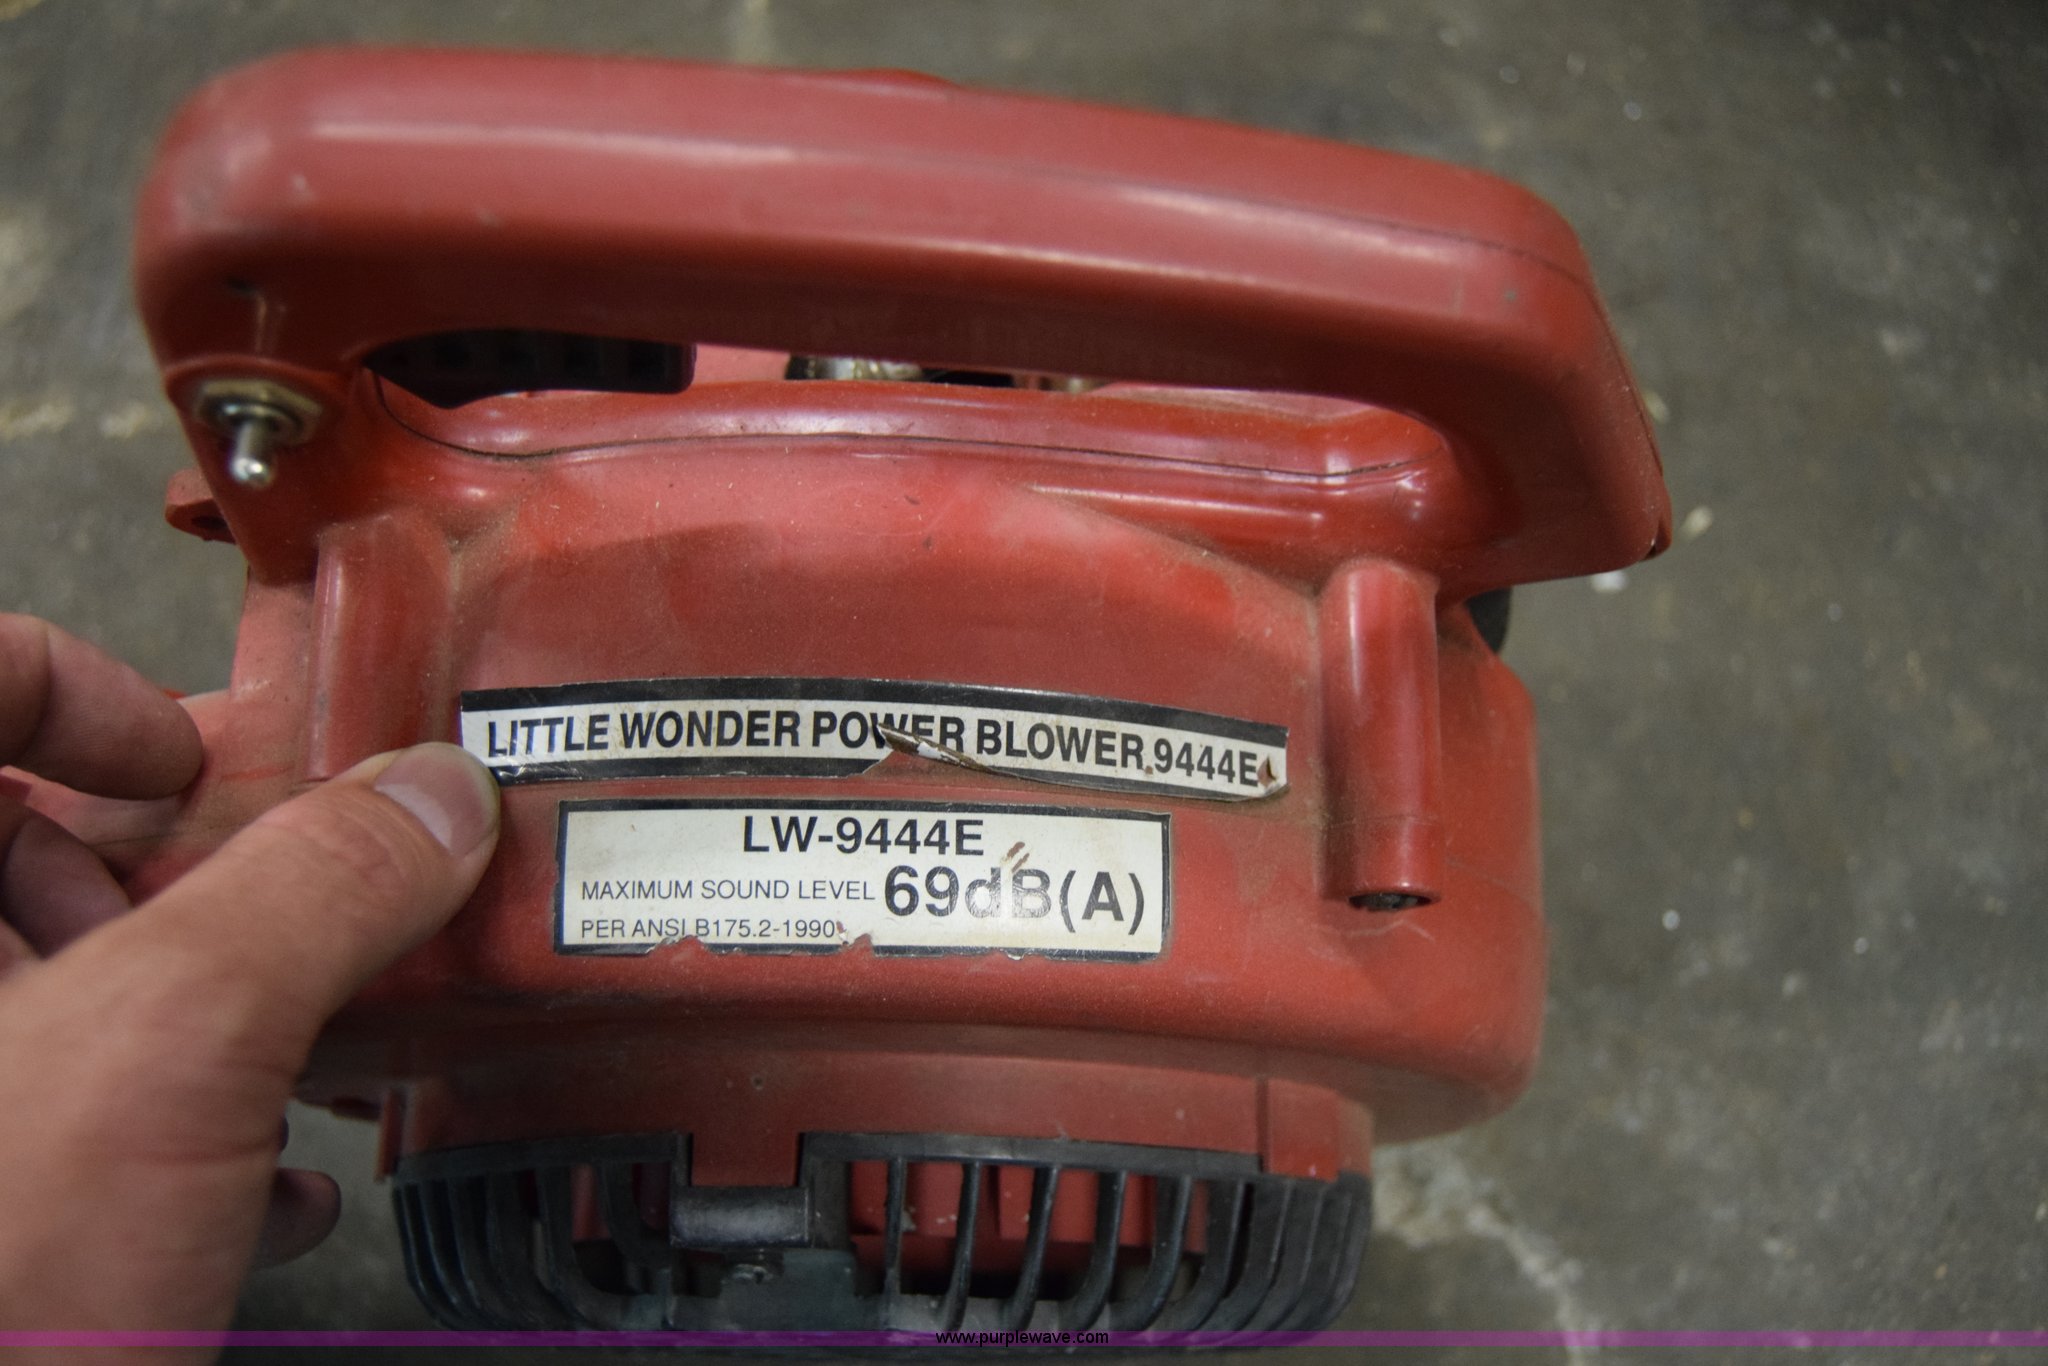 LITTLE WONDER POWER BLOWER 9444E
LW-9444E
MAXIMUM SOUND LEVEL 69dB(A)
PER ANSI B175.2-1990
www.purplewave.com